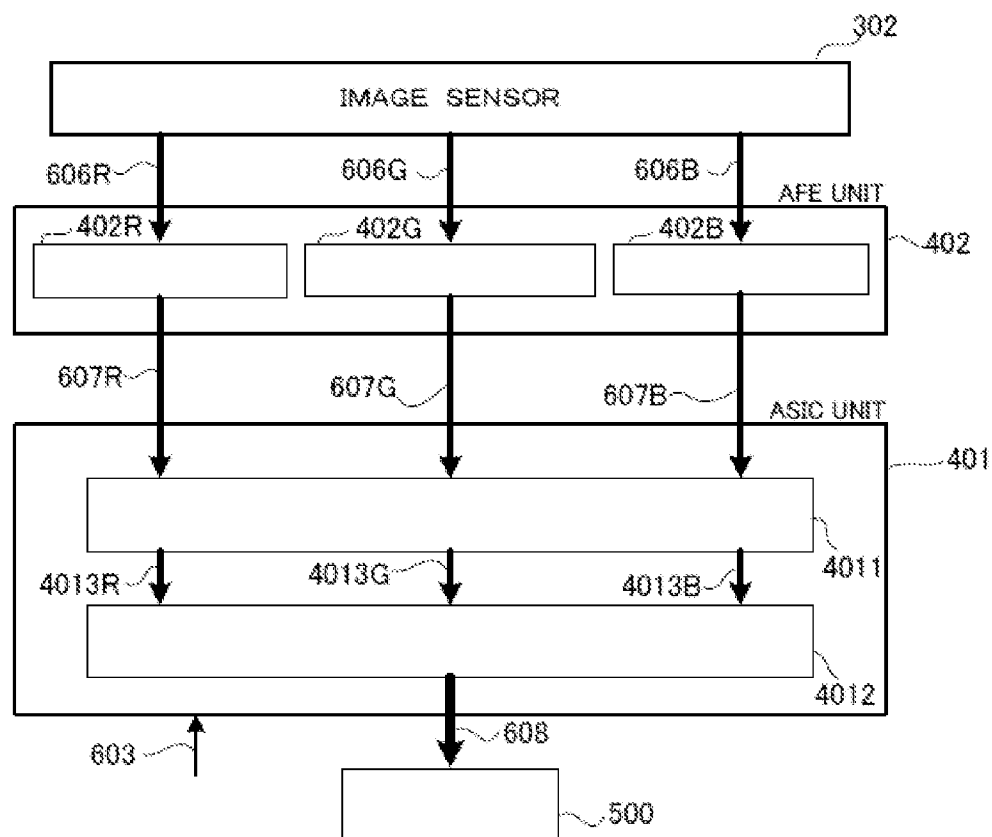 302
IMAGE SENSOR
606R
606G
606B
AFE UNIT
402R
402G
402B
402
607R
607G
607B
ASIC UNIT
401
4011
4013R
4013G
4013B
4012
603
608
500